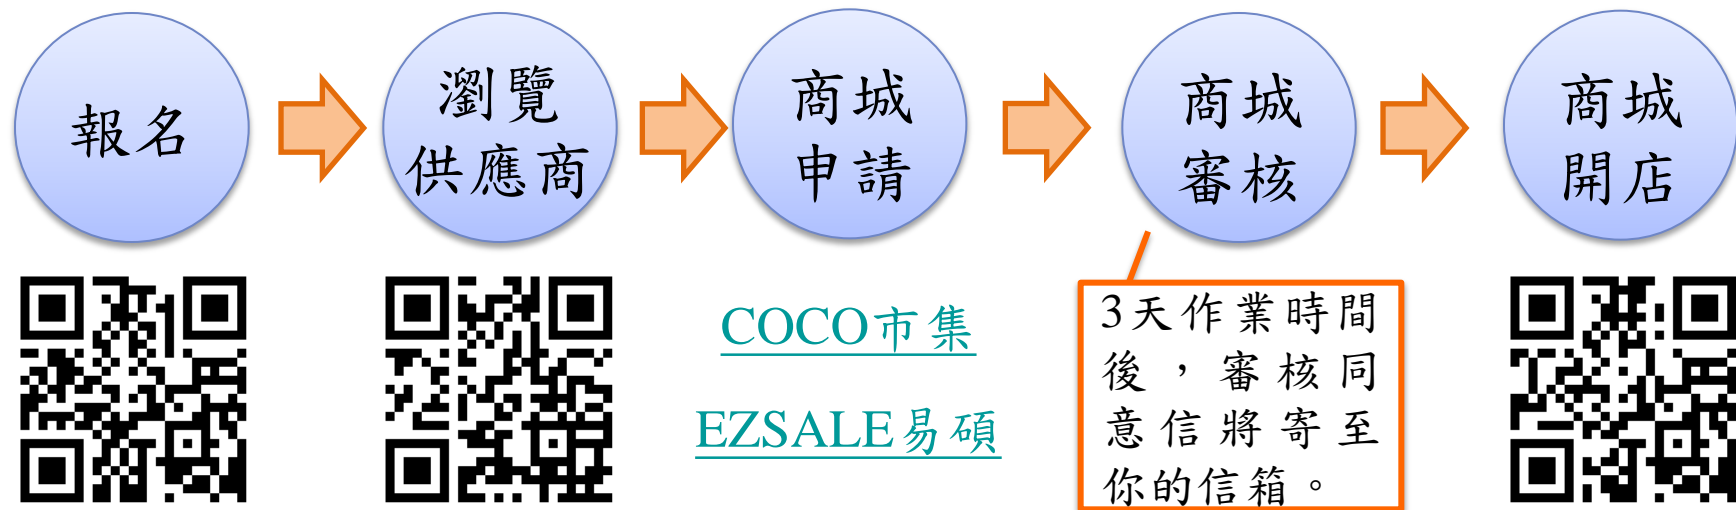 報名
瀏覽
供應商
商城
申請
商城
審核
商城
開店
COCO市集
EZSALE易碩
3天作業時間
後，審核同
意信將寄至
你的信箱。